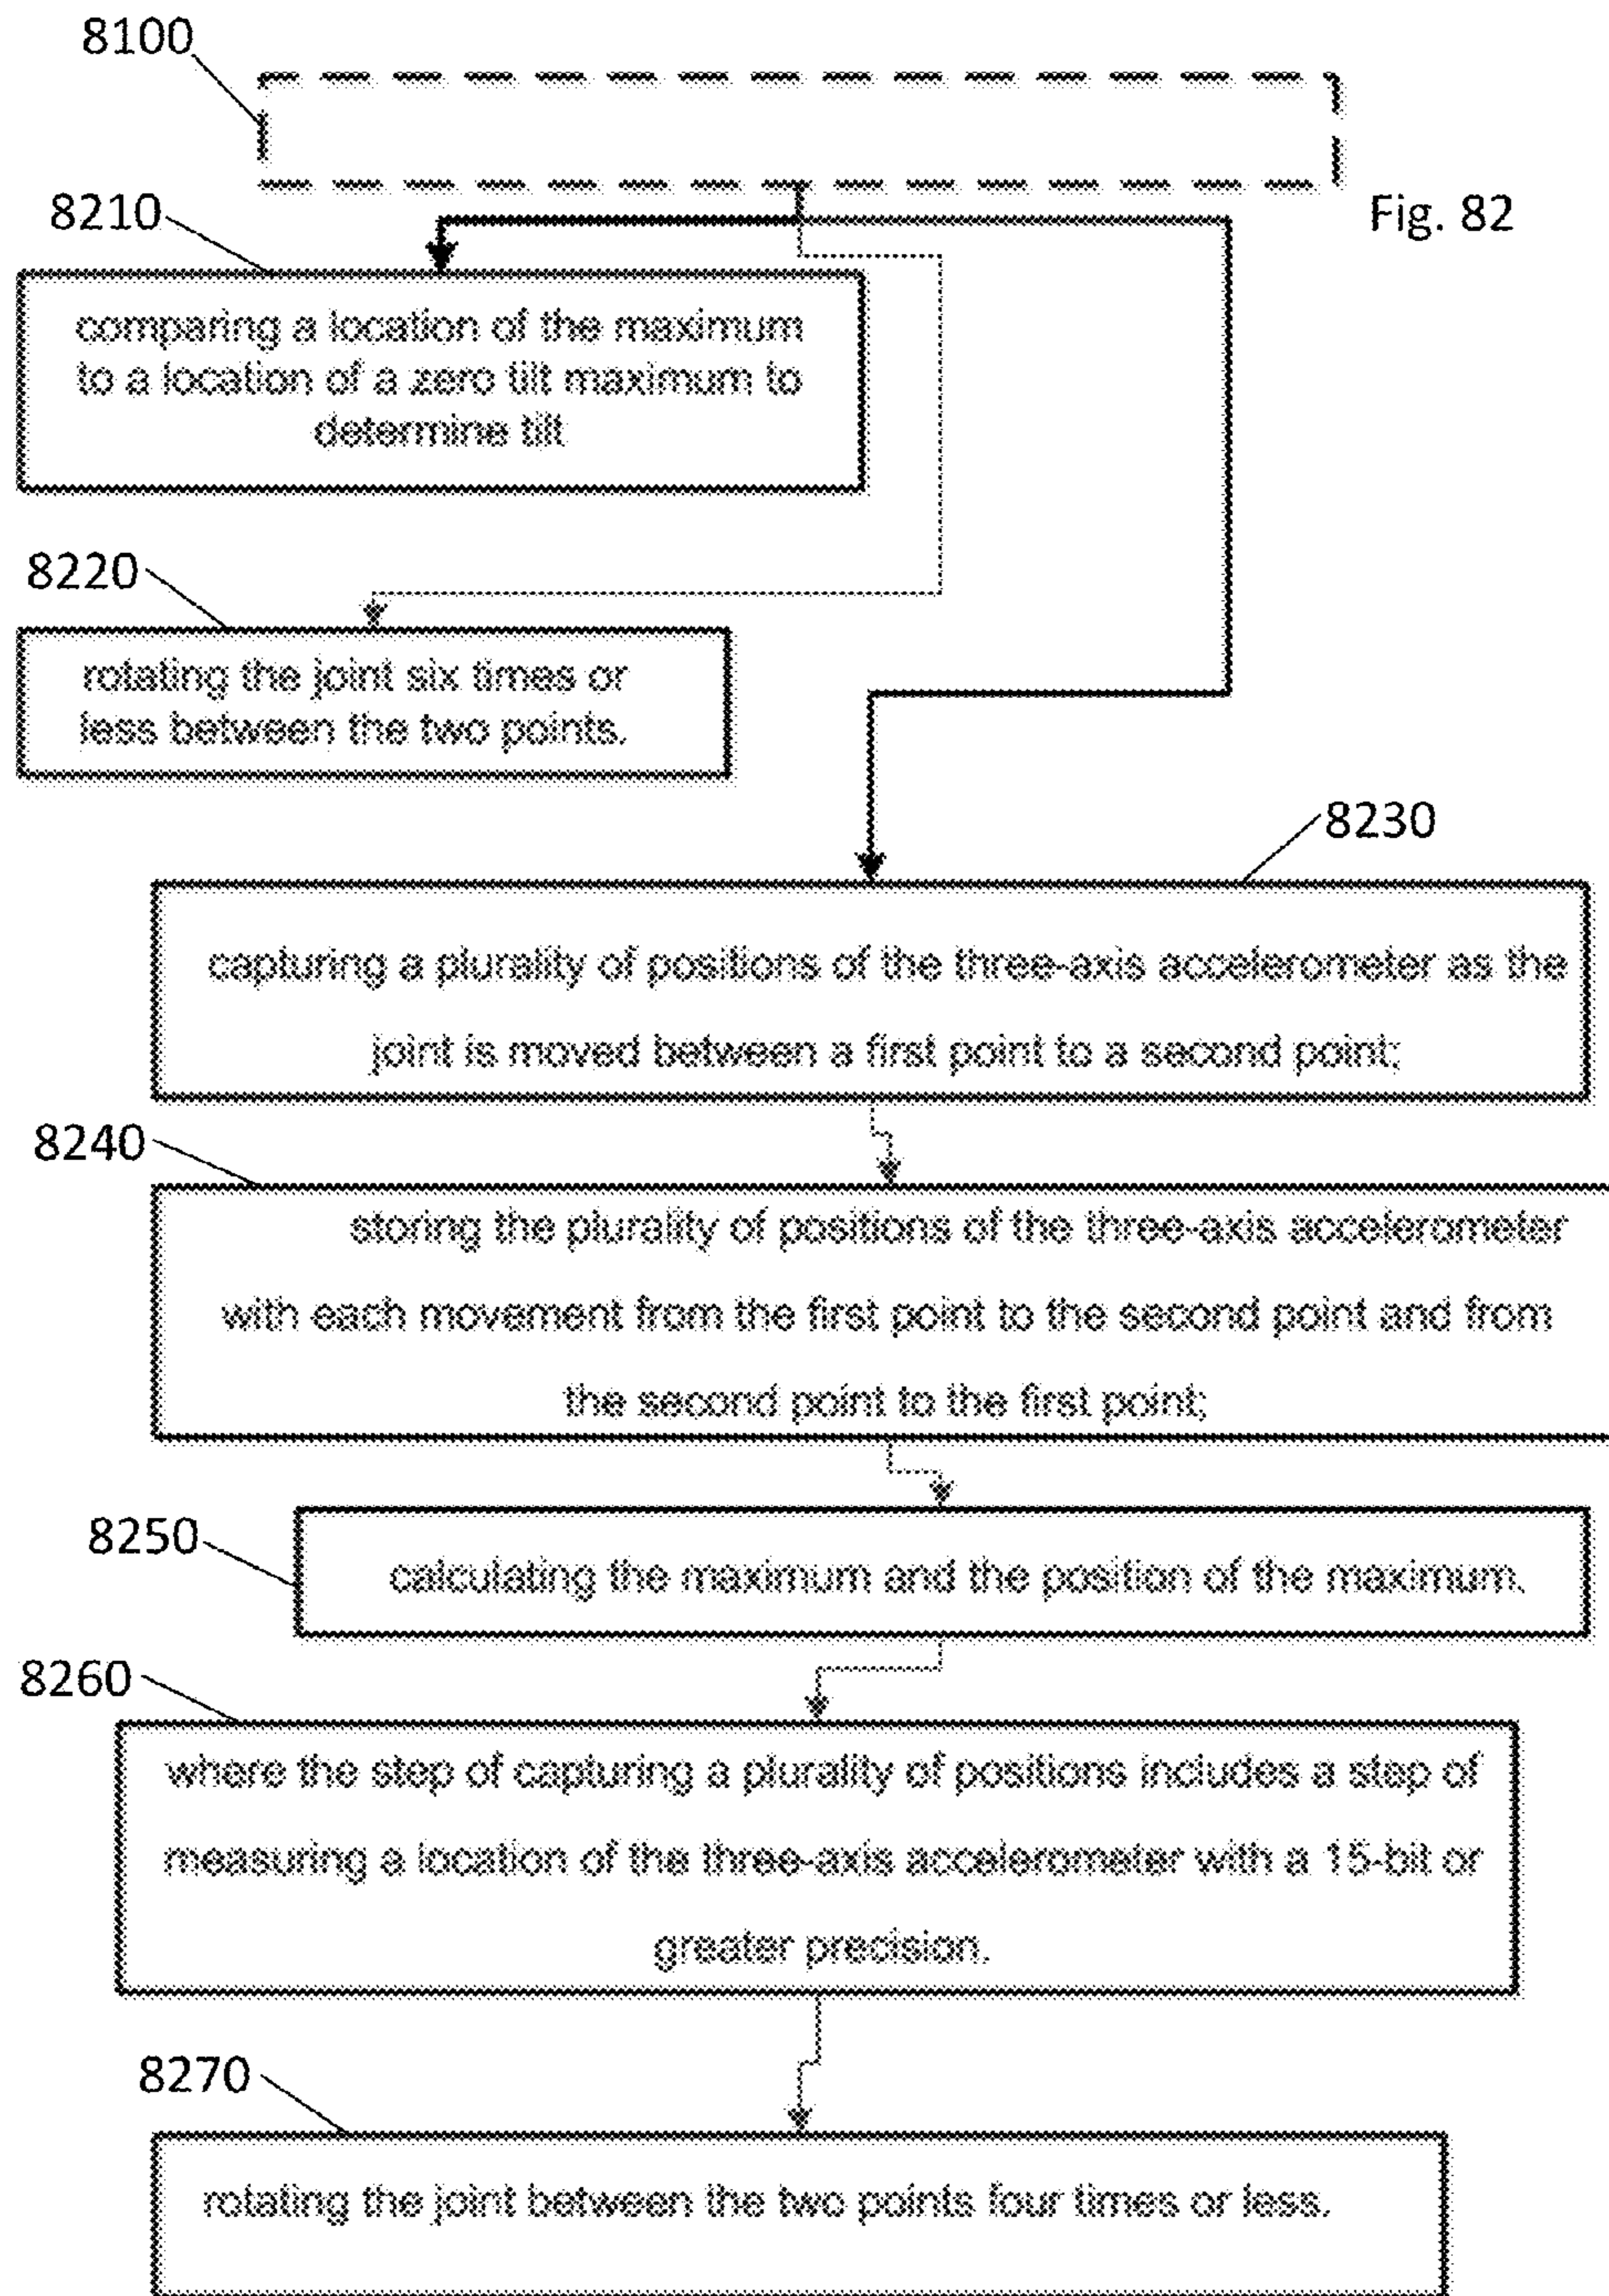 8100
Fig. 82
8210
comparing a location of the maximum
to a location of a zero tilt maximum to
determine tilt
8220
rotating the joint six times or
less between the two points.
8230
capturing a plurality of positions of the three-axis accelerometer as the
joint is moved between a first point to a second point;
8240
storing the plurality of positions of the three-axis accelerometer
with each movement from the first point to the second point and from
the second point to the first point;
8250
calculating the maximum and the position of the maximum.
8260
where the step of capturing a plurality of positions includes a step of
measuring a location of the three-axis accelerometer with a 15-bit or
greater precision.
8270
rotating the joint between the two points four times or less.